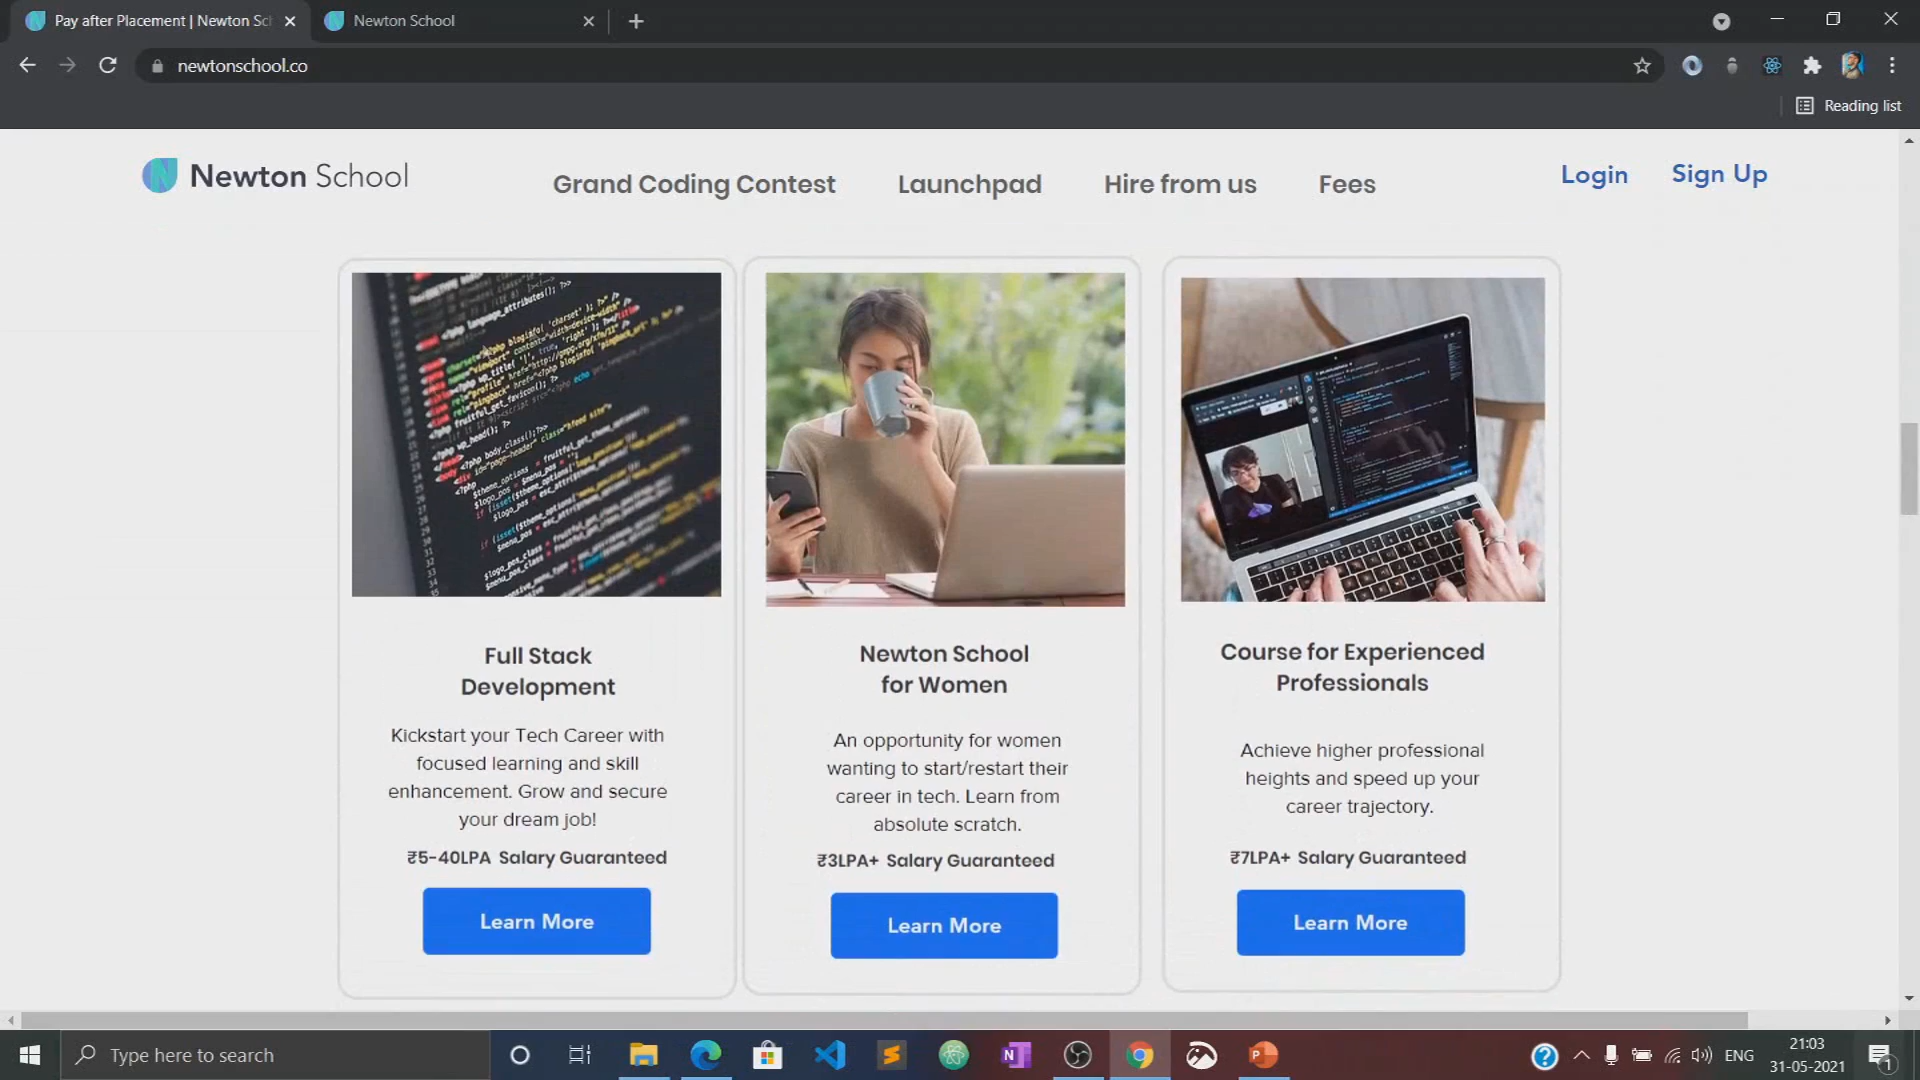 Pay after Placement | Newton Sc
Newton School
newtonschool.co
Reading list
Newton School
Grand Coding Contest
Launchpad
Hire from us
Fees
Login
Sign Up
Full Stack
Development
Kickstart your Tech Career with
focused learning and skill
enhancement. Grow and secure
your dream job!
₹5-40LPA Salary Guaranteed
Learn More
Newton School
for Women
An opportunity for women
wanting to start/restart their
career in tech. Learn from
absolute scratch.
₹3LPA+ Salary Guaranteed
Learn More
Course for Experienced
Professionals
Achieve higher professional
heights and speed up your
career trajectory.
₹7LPA+ Salary Guaranteed
Learn More
Type here to search
ENG
21:03
31-05-2021
1